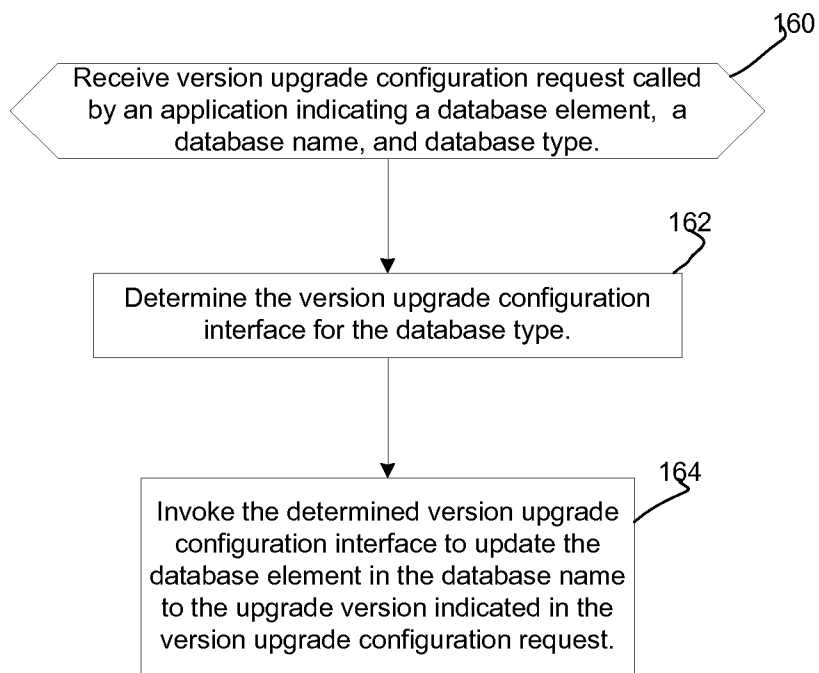 160
Receive version upgrade configuration request called
by an application indicating a database element,  a
database name, and database type.
162
Determine the version upgrade configuration
interface for the database type.
164
Invoke the determined version upgrade
configuration interface to update the
database element in the database name
to the upgrade version indicated in the
version upgrade configuration request.